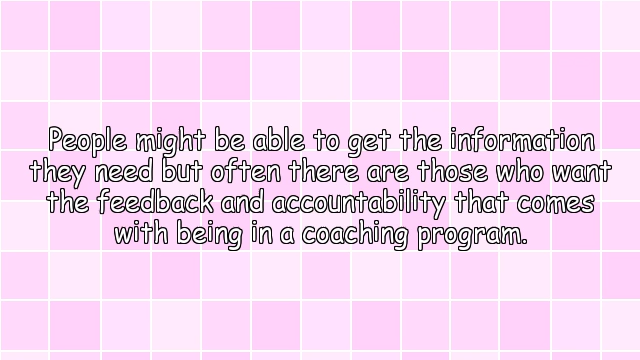 People might be able to get the information
they need but often there are those who want
the feedback and accountability that comes
with being in a coaching program.